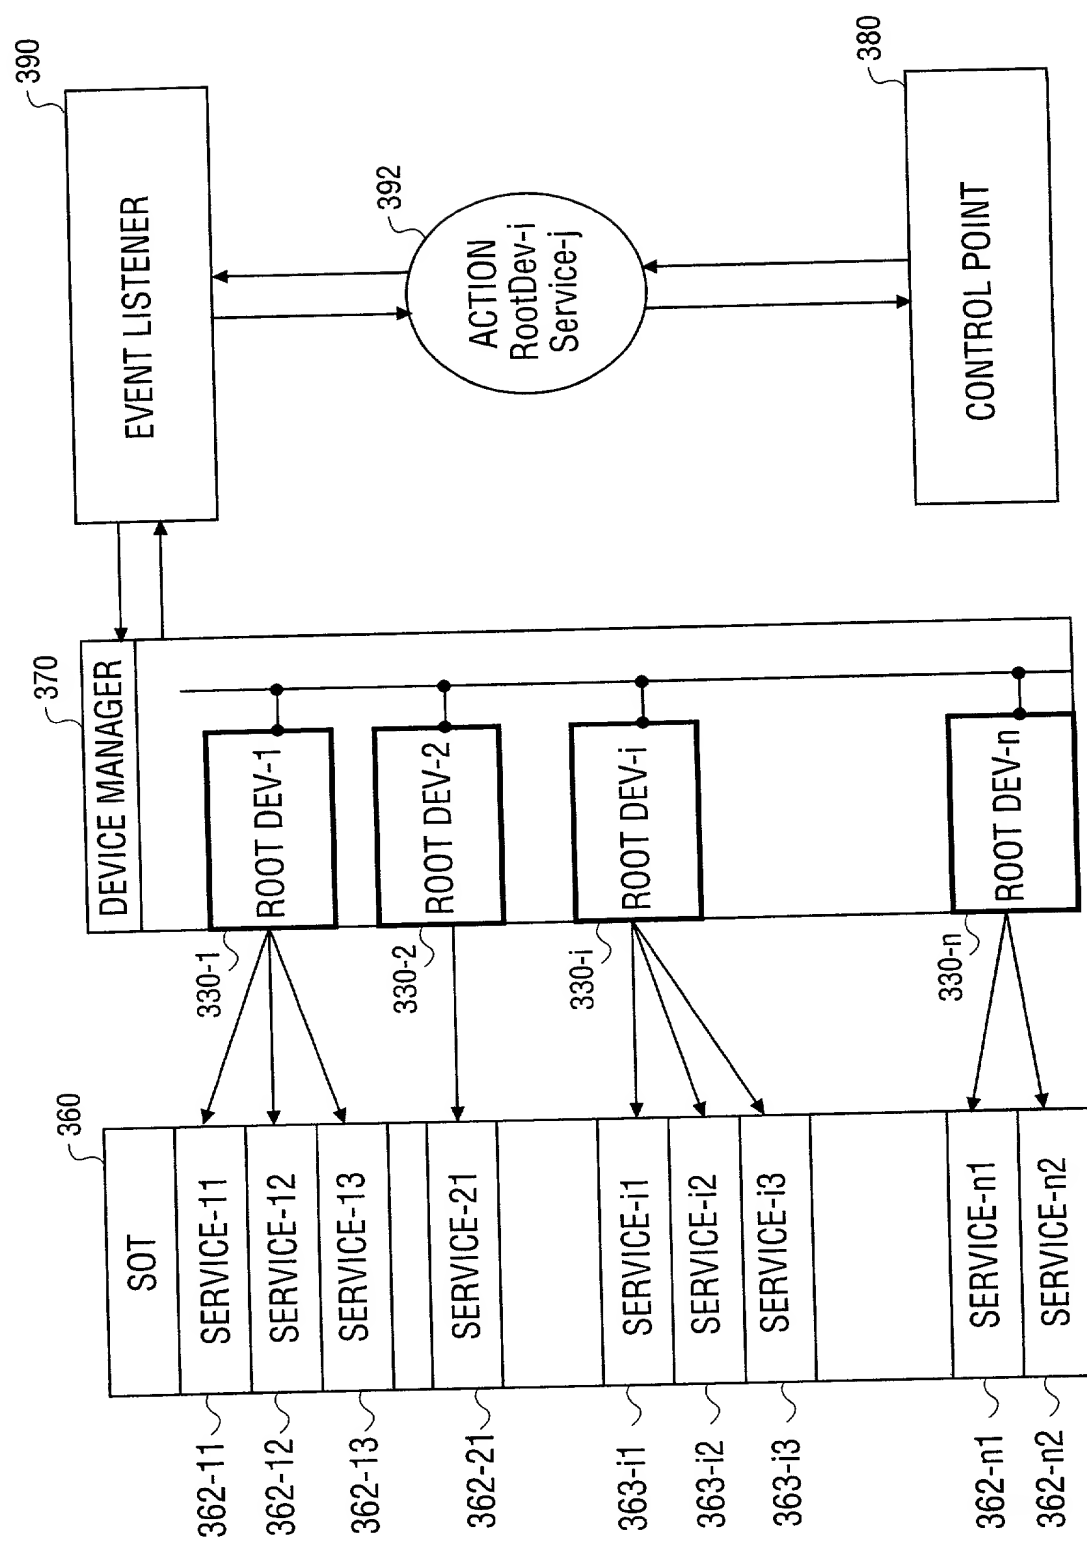 360
SOT
362-11
SERVICE-11
362-12
SERVICE-12
362-13
SERVICE-13
362-21
SERVICE-21
363-i1
SERVICE-i1
363-i2
SERVICE-i2
363-i3
SERVICE-i3
362-n1
SERVICE-n1
362-n2
SERVICE-n2
370
DEVICE MANAGER
ROOT DEV-1
330-1
ROOT DEV-2
330-2
ROOT DEV-i
330-i
ROOT DEV-n
330-n
390
EVENT LISTENER
392
ACTION
RootDev-i
Service-j
380
CONTROL POINT